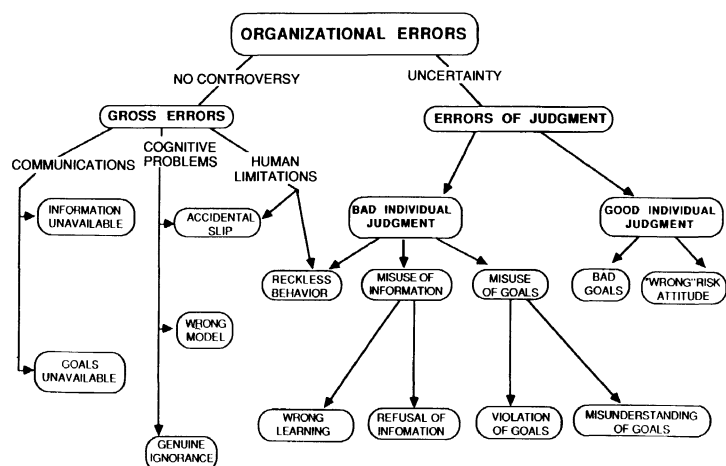 ORGANIZATIONAL ERRORS
NO CONTROVERSY
UNCERTAINTY
GROSS ERRORS
ERRORS OF JUDGMENT
COMMUNICATIONS
COGNITIVE
PROBLEMS
HUMAN
LIMITATIONS
INFORMATION
UNAVAILABLE
ACCIDENTAL
SLIP
BAD INDIVIDUAL
JUDGMENT
GOOD INDIVIDUAL
JUDGMENT
RECKLESS
BEHAVIOR
MISUSE OF
INFORMATION
MISUSE
OF GOALS
BAD
GOALS
"WRONG" RISK
ATTITUDE
WRONG
MODEL
GOALS
UNAVAILABLE
WRONG
LEARNING
REFUSAL OF
INFOMATION
VIOLATION
OF GOALS
MISUNDERSTANDING
OF GOALS
GENUINE
IGNORANCE